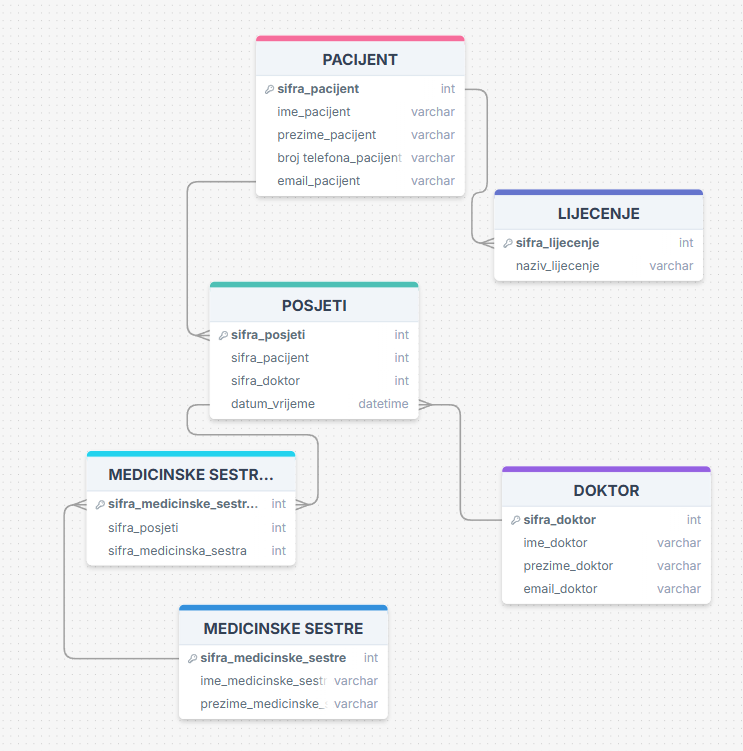 PACIJENT
sifra_pacijent int
ime_pacijent varchar
prezime_pacijent varchar
broj telefona_pacijent varchar
email_pacijent varchar
LIJECENJE
sifra_lijecenje int
naziv_lijecenje varchar
POSJETI
sifra_posjeti int
sifra_pacijent int
sifra_doktor int
datum_vrijeme datetime
MEDICINSKE SESTR...
sifra_medicinske_sestr... int
sifra_posjeti int
sifra_medicinska_sestra int
DOKTOR
sifra_doktor int
ime_doktor varchar
prezime_doktor varchar
email_doktor varchar
MEDICINSKE SESTRE
sifra_medicinske_sestre int
ime_medicinske_sest varchar
prezime_medicinske_ varchar